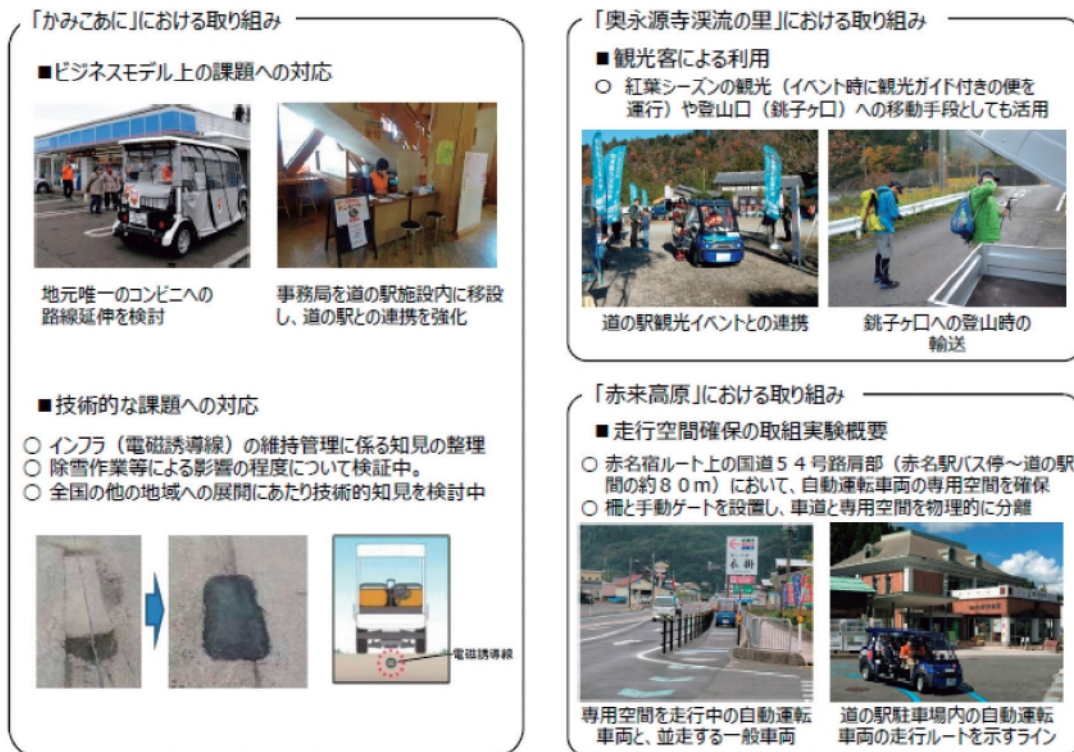 「かみこあに」における取り組み
■ビジネスモデル上の課題への対応
地元唯一のコンビニへの
路線延伸を検討
事務局を道の駅施設内に移設
し、道の駅との連携を強化
■技術的な課題への対応
○ インフラ（電磁誘導線）の維持管理に係る知見の整理
○ 除雪作業等による影響の程度について検証中。
○ 全国の他の地域への展開にあたり技術的知見を検討中
電磁誘導線
「奥永源寺渓流の里」における取り組み
■観光客による利用
○ 紅葉シーズンの観光（イベント時に観光ガイド付きの便を
運行）や登山口（銚子ヶ口）への移動手段としても活用
道の駅観光イベントとの連携
銚子ヶ口への登山時の
輸送
「赤来高原」における取り組み
■走行空間確保の取組実験概要
○ 赤名宿ルート上の国道５４号路肩部（赤名駅バス停～道の駅
間の約８０ｍ）において、自動運転車両の専用空間を確保
○ 柵と手動ゲートを設置し、車道と専用空間を物理的に分離
専用空間を走行中の自動運転
車両と、並走する一般車両
道の駅駐車場内の自動運転
車両の走行ルートを示すライン